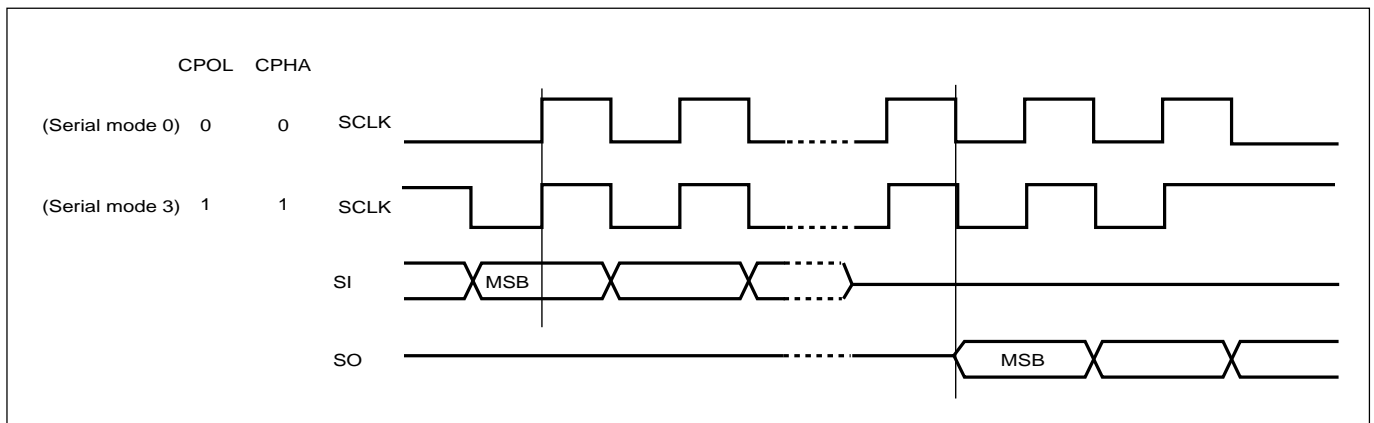 CPOL CPHA
(Serial mode 0) 0 0 SCLK
(Serial mode 3) 1 1 SCLK
SI MSB
SO MSB